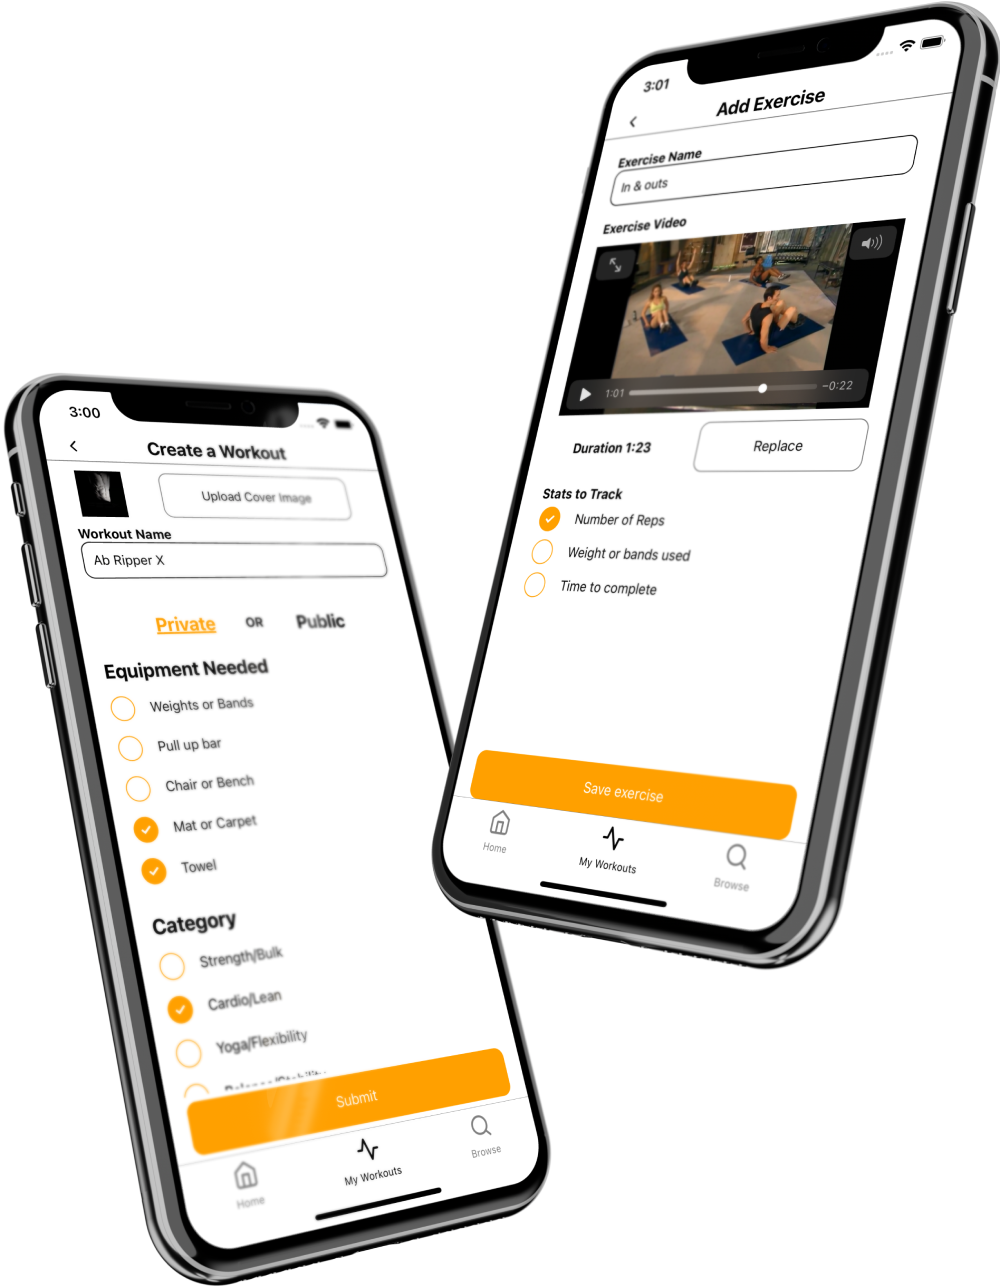 3:01
Add Exercise
Exercise Name
In & outs
Exercise Video
1:01
-0:22
Duration 1:23
Replace
Stats to Track
Number of Reps
Weight or bands used
Time to complete
Save exercise
Home
My Workouts
Browse
3:00
Create a Workout
Upload Cover Image
Workout Name
Ab Ripper X
Private OR Public
Equipment Needed
Weights or Bands
Pull up bar
Chair or Bench
Mat or Carpet
Towel
Category
Strength/Bulk
Cardio/Lean
Yoga/Flexibility
Balance/Stability
Submit
Home
My Workouts
Browse